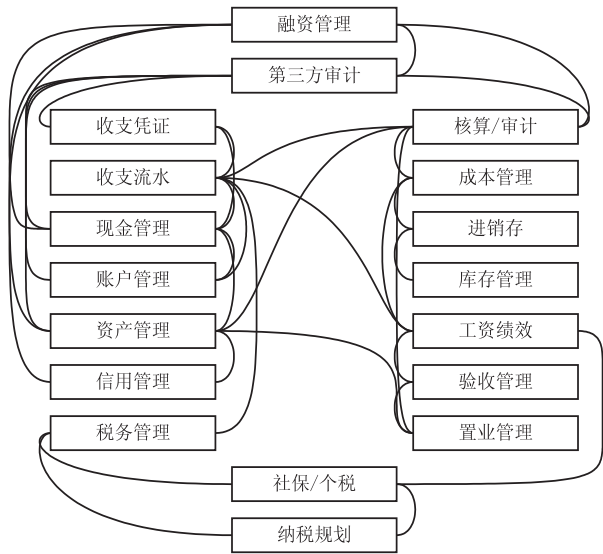 融资管理
第三方审计
收支凭证
核算/审计
收支流水
成本管理
现金管理
进销存
账户管理
库存管理
资产管理
工资绩效
信用管理
验收管理
税务管理
置业管理
社保/个税
纳税规划